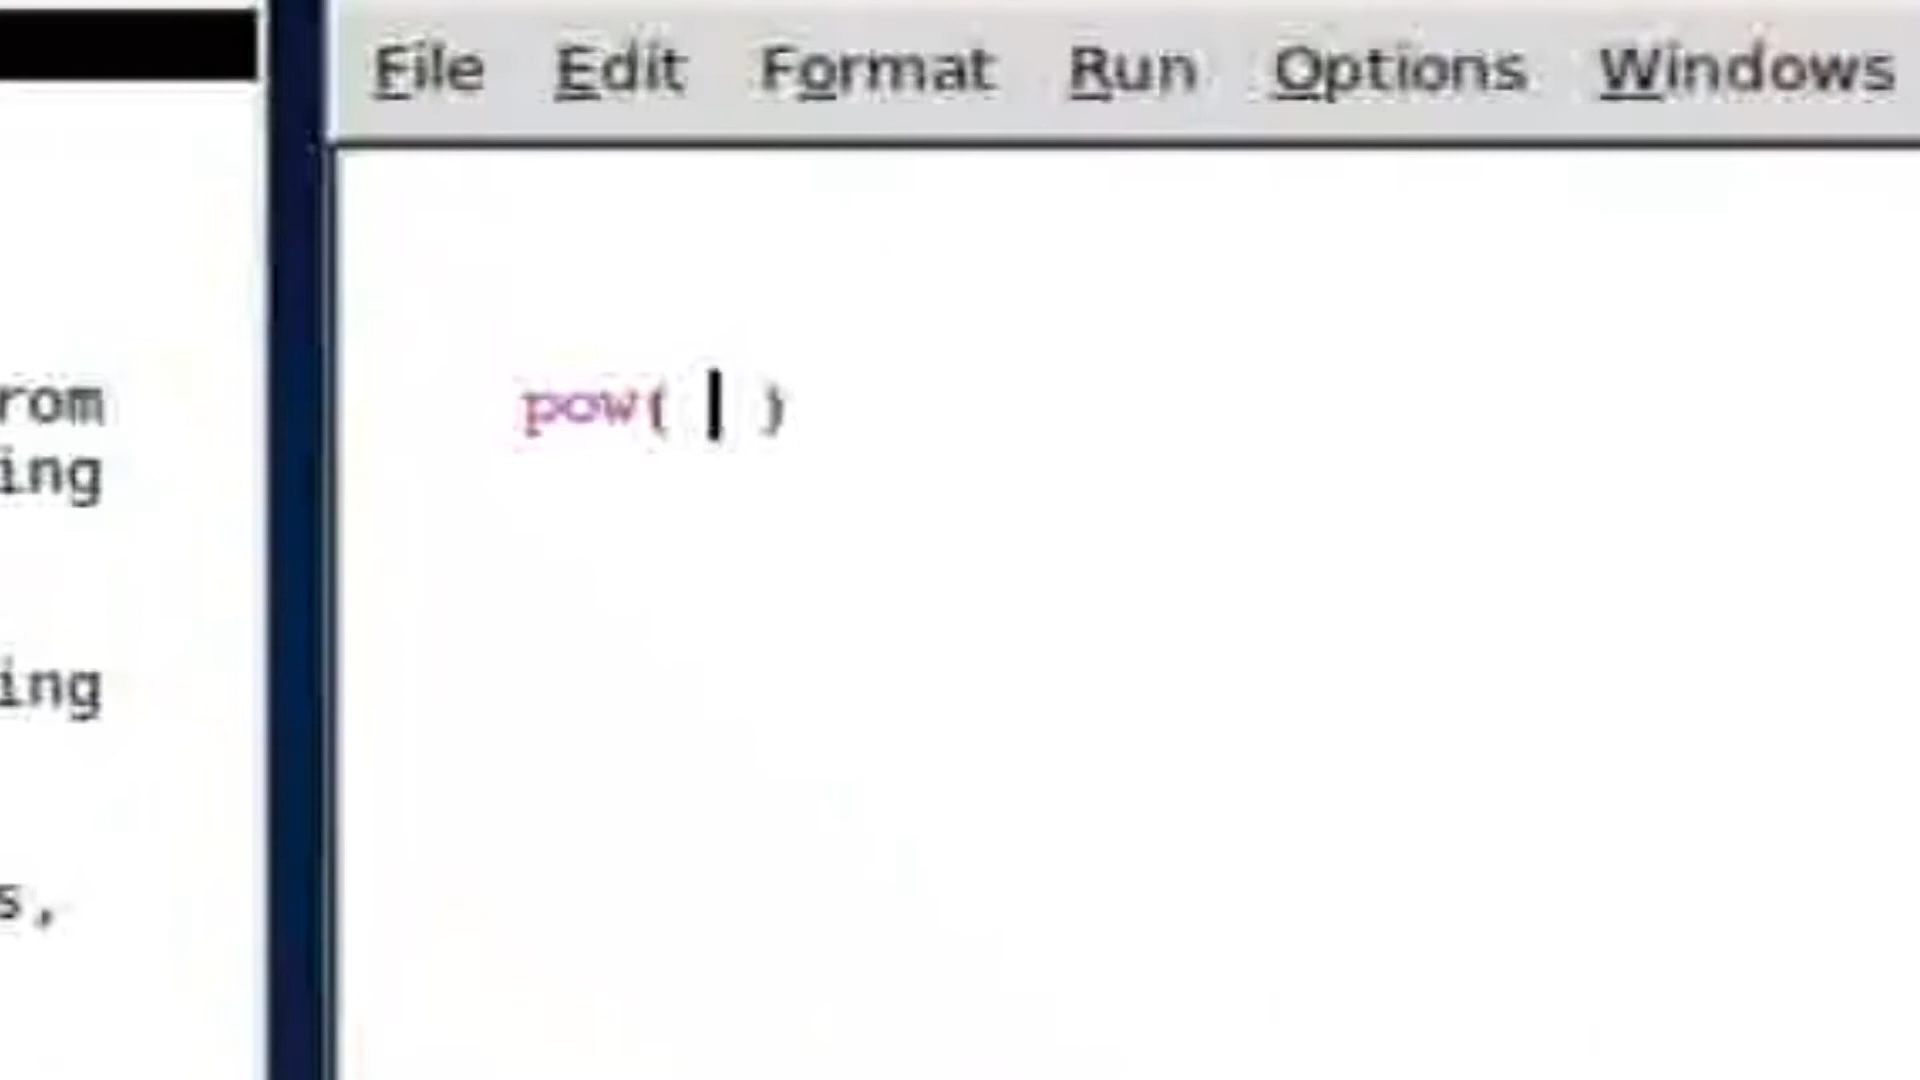 File Edit Format Run Options Windows
pow( )
rom
ing
ing
s,